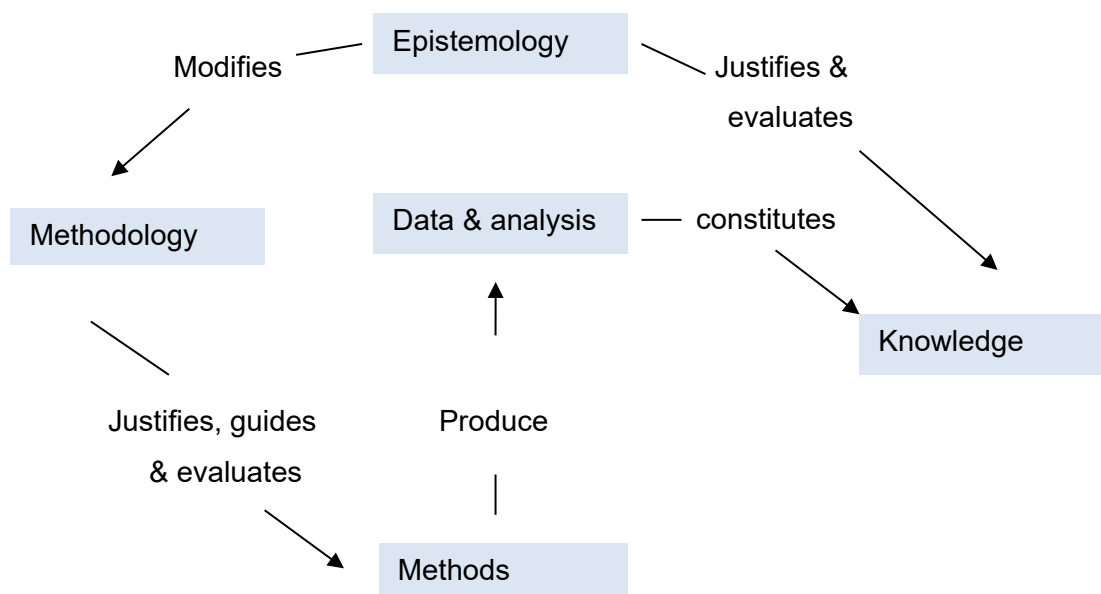 Epistemology
Modifies
Justifies &
evaluates
Methodology
Data & analysis
constitutes
Knowledge
Justifies, guides
& evaluates
Produce
Methods